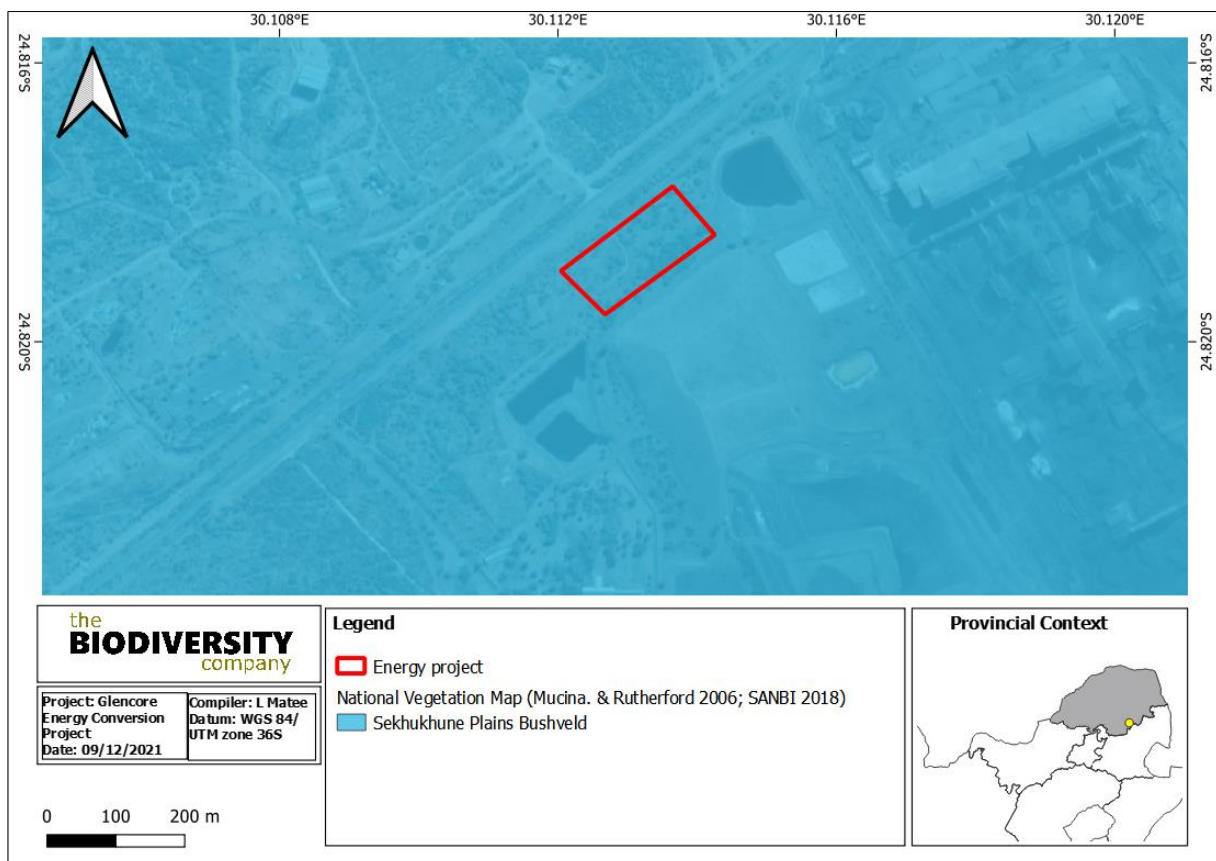 30.108°E 30.112°E 30.116°E 30.120°E
24.816°S 24.816°S
24.820°S 24.820°S
the
BIODIVERSITY
company
Project: Glencore
Energy Conversion
Project
Date: 09/12/2021
Compiler: L Matee
Datum: WGS 84/
UTM zone 36S
0 100 200 m
Legend
Energy project
National Vegetation Map (Mucina. & Rutherford 2006; SANBI 2018)
Sekhukhune Plains Bushveld
Provincial Context